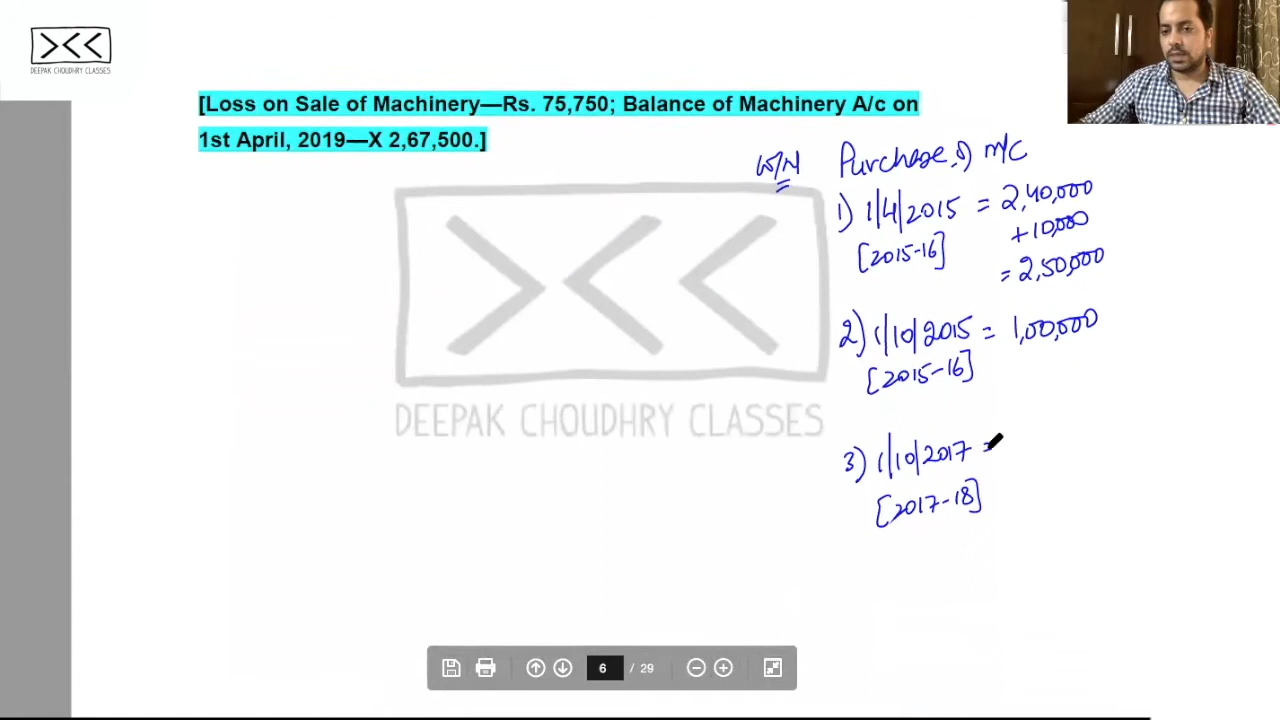 DEEPAK CHOUDHRY CLASSES
[Loss on Sale of Machinery—Rs. 75,750; Balance of Machinery A/c on
1st April, 2019—X 2,67,500.]
W/N Purchase of m/c
1) 1/4/2015 = 2,40,000
+10,000
[2015-16]
= 2,50,000
2) 1/10/2015 = 1,00,000
[2015-16]
DEEPAK CHOUDHRY CLASSES
3) 1/10/2017 =
[2017-18]
6 / 29